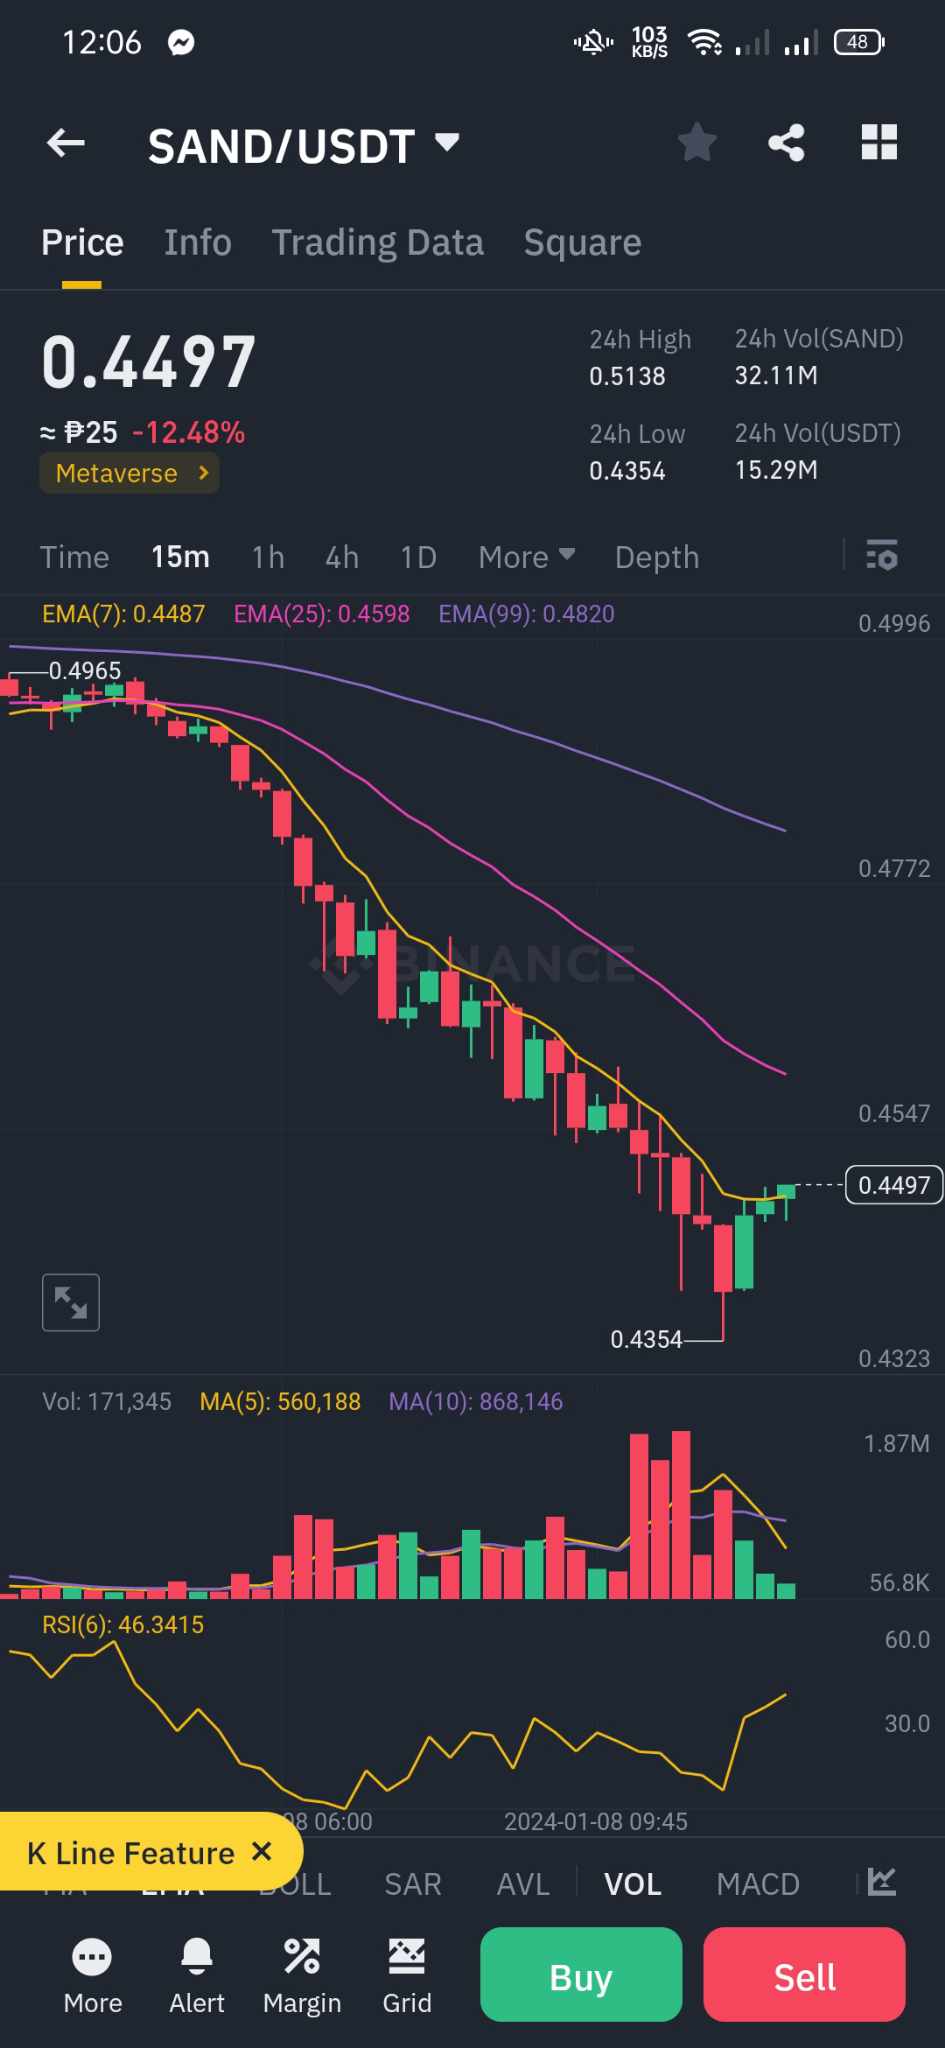 12:06 103 KB/S 48
SAND/USDT
Price Info Trading Data Square
0.4497
≈ ₱25 -12.48%
Metaverse
24h High 24h Vol(SAND)
0.5138 32.11M
24h Low 24h Vol(USDT)
0.4354 15.29M
Time 15m 1h 4h 1D More Depth
EMA(7): 0.4487 EMA(25): 0.4598 EMA(99): 0.4820
0.4996
0.4965
0.4772
BINANCE
0.4547
0.4497
0.4354
0.4323
Vol: 171,345 MA(5): 560,188 MA(10): 868,146
1.87M
56.8K
RSI(6): 46.3415
60.0
30.0
08 06:00 2024-01-08 09:45
K Line Feature ×
MA EMA BOLL SAR AVL VOL MACD
More Alert Margin Grid Buy Sell